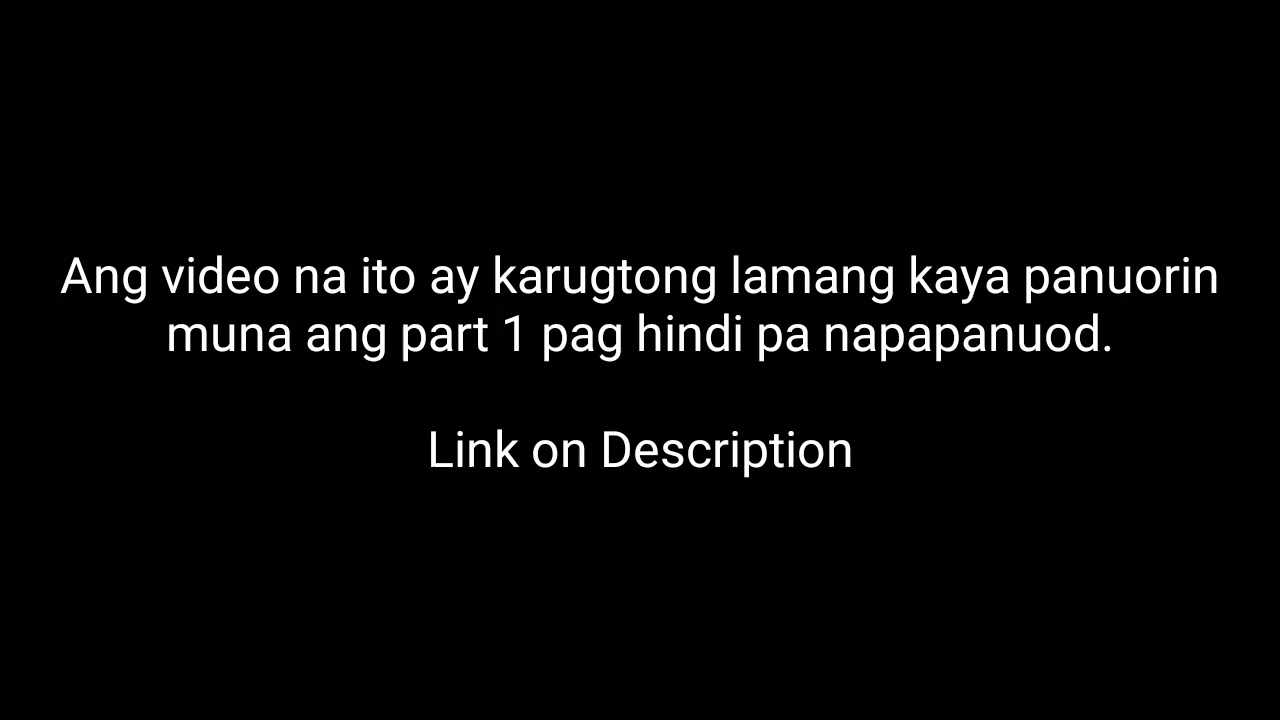 Ang video na ito ay karugtong lamang kaya panuorin
muna ang part 1 pag hindi pa napapanuod.
Link on Description